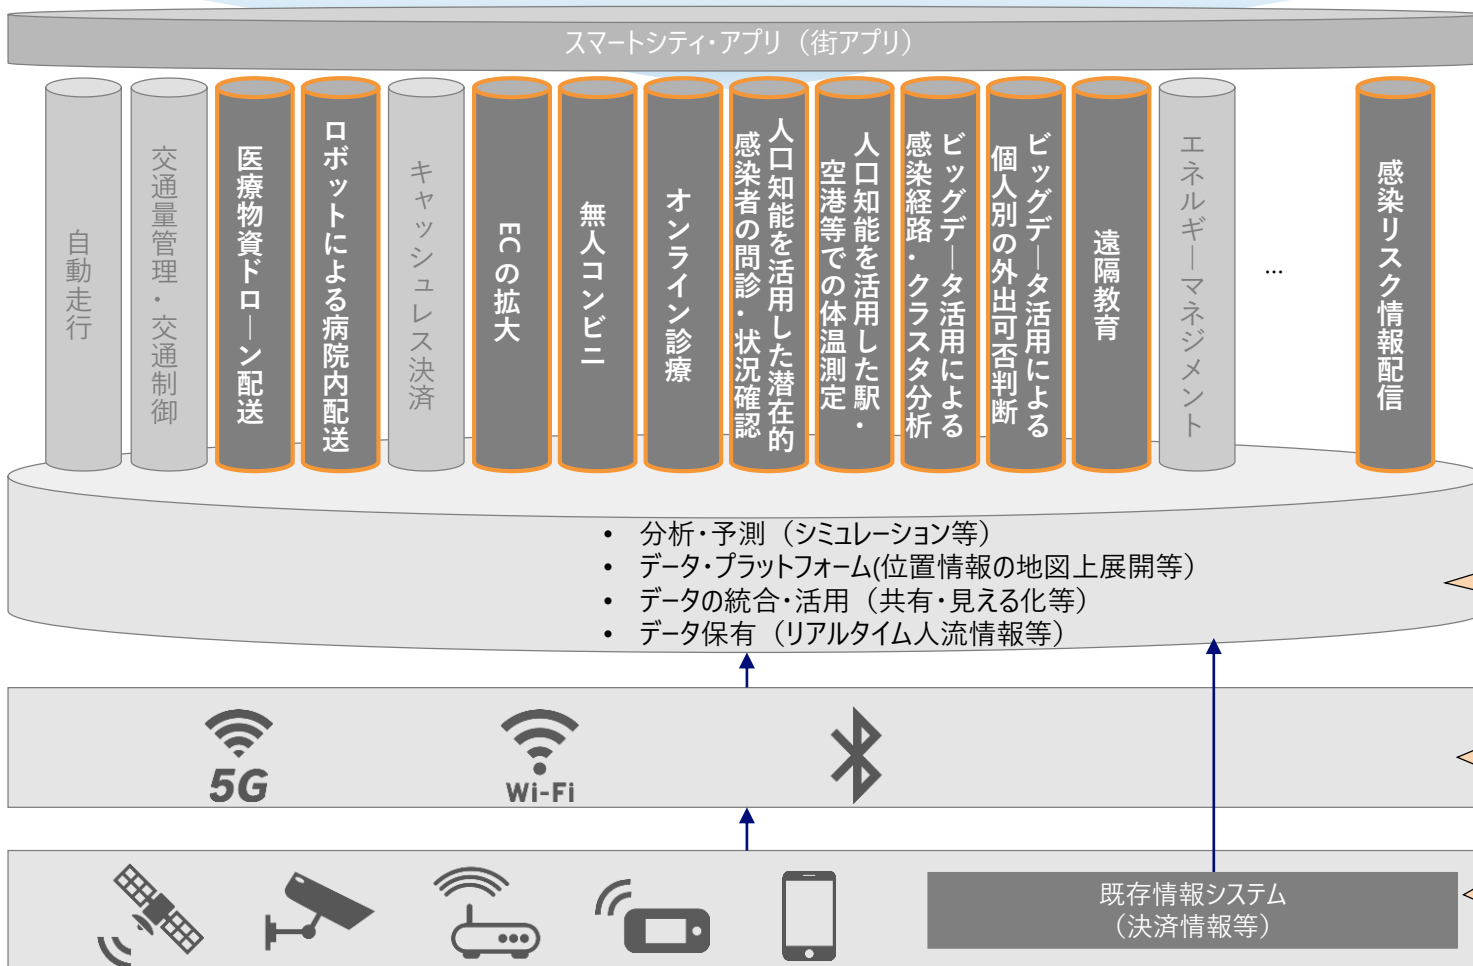 スマートシティ・アプリ（街アプリ）
自動走行
交通量管理・交通制御
医療物資ドローン配送
ロボットによる病院内配送
キャッシュレス決済
ECの拡大
無人コンビニ
オンライン診療
人口知能を活用した潜在的
感染者の問診・状況確認
人口知能を活用した駅・
空港等での体温測定
ビッグデータ活用による
感染経路・クラスタ分析
ビッグデータ活用による
個人別の外出可否判断
遠隔教育
エネルギーマネジメント
...
感染リスク情報配信
• 分析・予測（シミュレーション等）
• データ・プラットフォーム(位置情報の地図上展開等）
• データの統合・活用（共有・見える化等）
• データ保有（リアルタイム人流情報等）
5G
Wi-Fi
既存情報システム
（決済情報等）